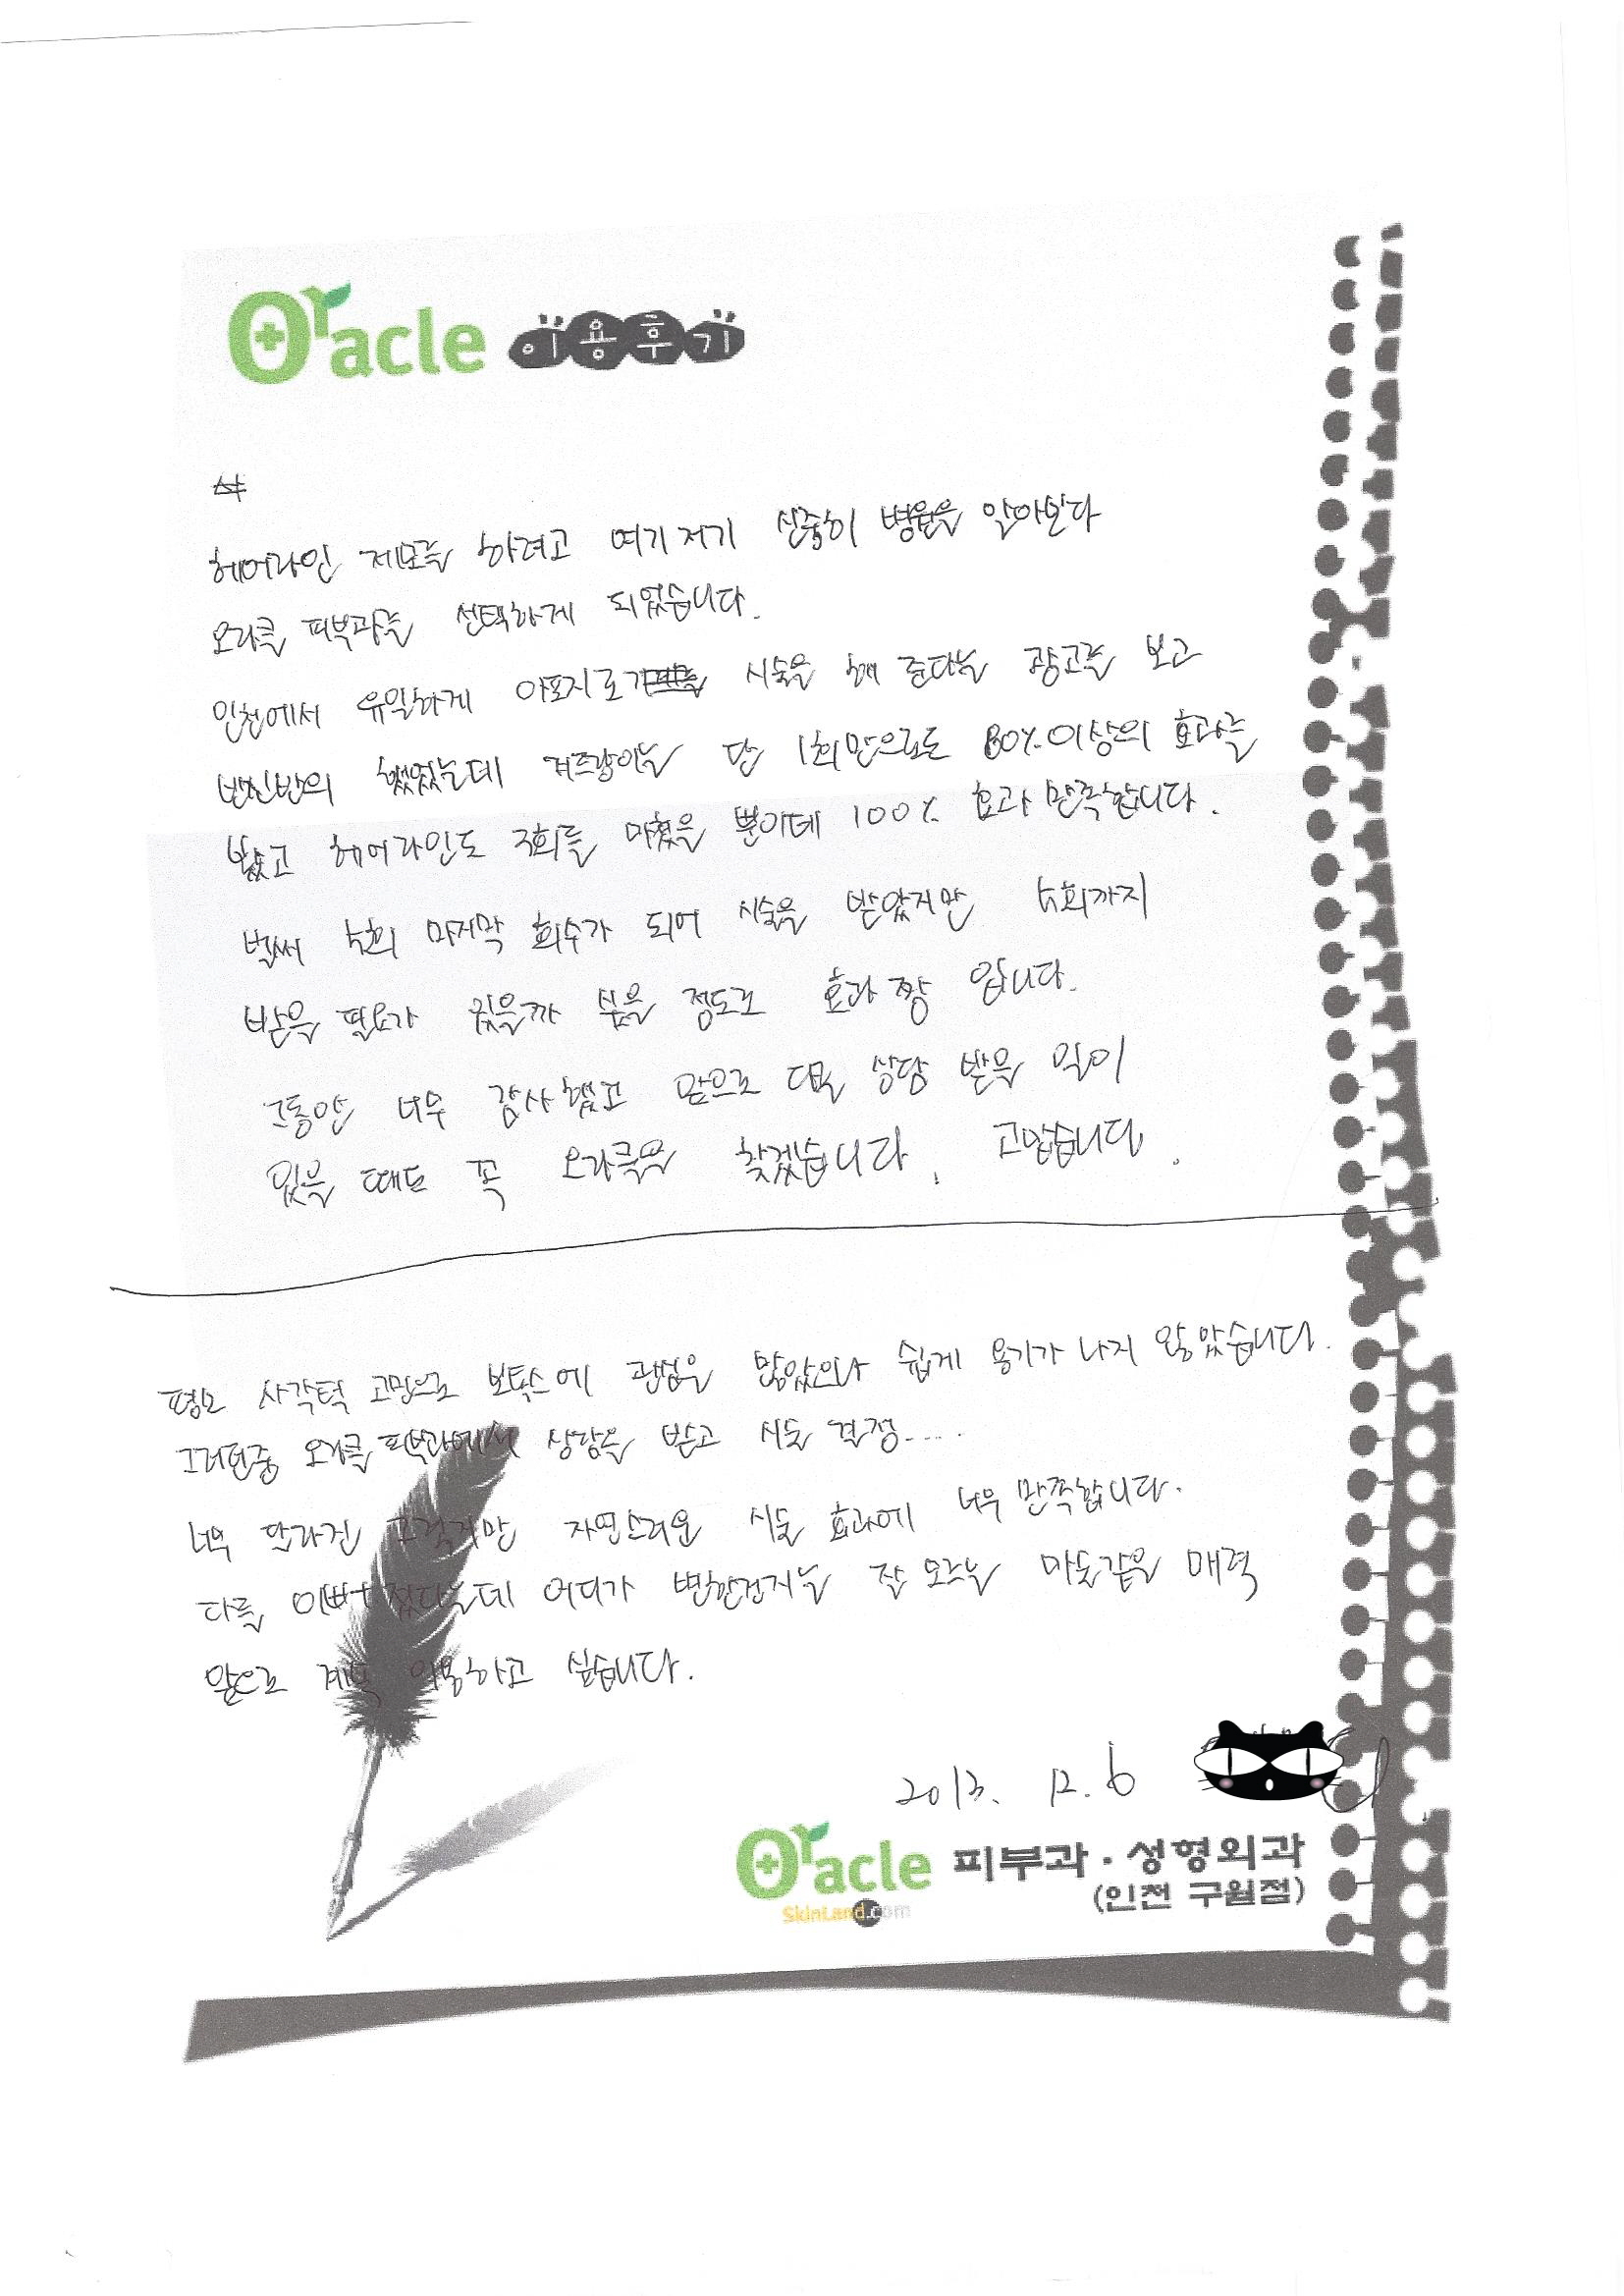 Oracle 이용후기
헤어라인 제모를 하려고 여기저기 신중히 병원을 알아보다
오라클 피부과를 선택하게 되었습니다.
인천에서 유일하게 아포지로 시술을 해 준다는 광고를 보고
반신반의 했었는데 겨드랑이는 단 1회만으로도 80%이상의 효과를
봤고 헤어라인도 3회를 마쳤을 뿐인데 100% 효과 만족합니다.
벌써 5회 마지막 회수가 되어 시술을 받았지만 5회까지
받을 필요가 있을까 싶을 정도로 효과 짱 입니다.
그동안 너무 감사했고 앞으로 다른 상담 받을 일이
있을 때도 꼭 오라클을 찾겠습니다. 고맙습니다.
평소 사각턱 고민으로 보톡스에 관심은 많았으나 쉽게 용기가 나지 않았습니다.
그러던중 오라클 피부과에서 상담을 받고 시술 결정....
너무 달라진 지만 자연스러운 시술 효과에 너무 만족합니다.
다들 이뻐졌다는데 어디가 변한건지는 잘 모르는 마술같은 매력
앞으로 계속 이용하고 싶습니다.
2013. 12. 6
Oracle 피부과·성형외과
SkinLand.com (인천 구월점)